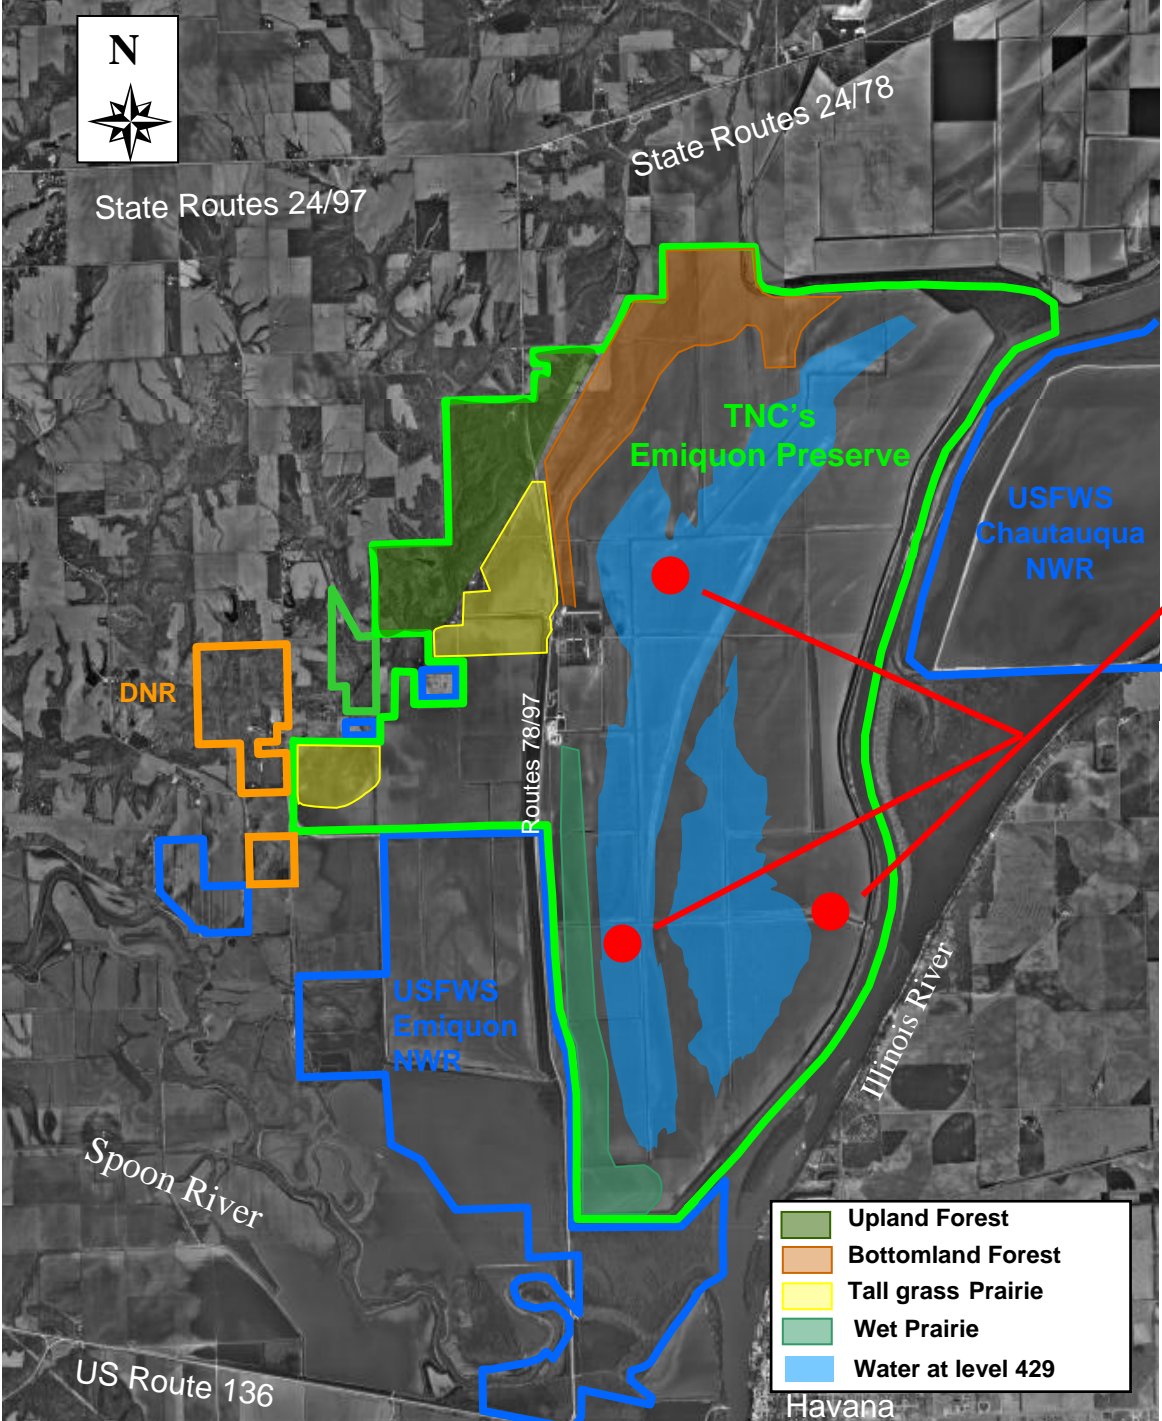 N
State Routes 24/78
State Routes 24/97
TNC's
Emiquon Preserve
USFWS
Chautauqua
NWR
DNR
Routes 78/97
USFWS
Emiquon
NWR
Illinois River
Spoon River
Upland Forest
Bottomland Forest
Tall grass Prairie
Wet Prairie
Water at level 429
US Route 136
Havana